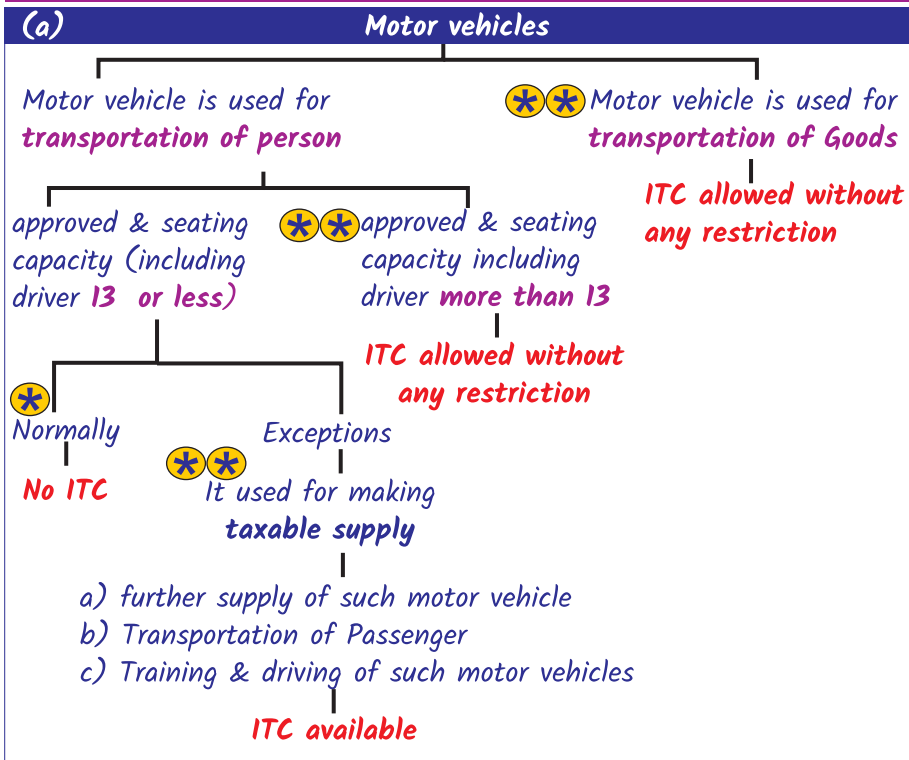 (a) Motor vehicles
Motor vehicle is used for
transportation of person
** Motor vehicle is used for
transportation of Goods
ITC allowed without
any restriction
approved & seating
capacity (including
driver 13 or less)
** approved & seating
capacity including
driver more than 13
ITC allowed without
any restriction
*
Normally
No ITC
Exceptions
**
It used for making
taxable supply
a) further supply of such motor vehicle
b) Transportation of Passenger
c) Training & driving of such motor vehicles
ITC available